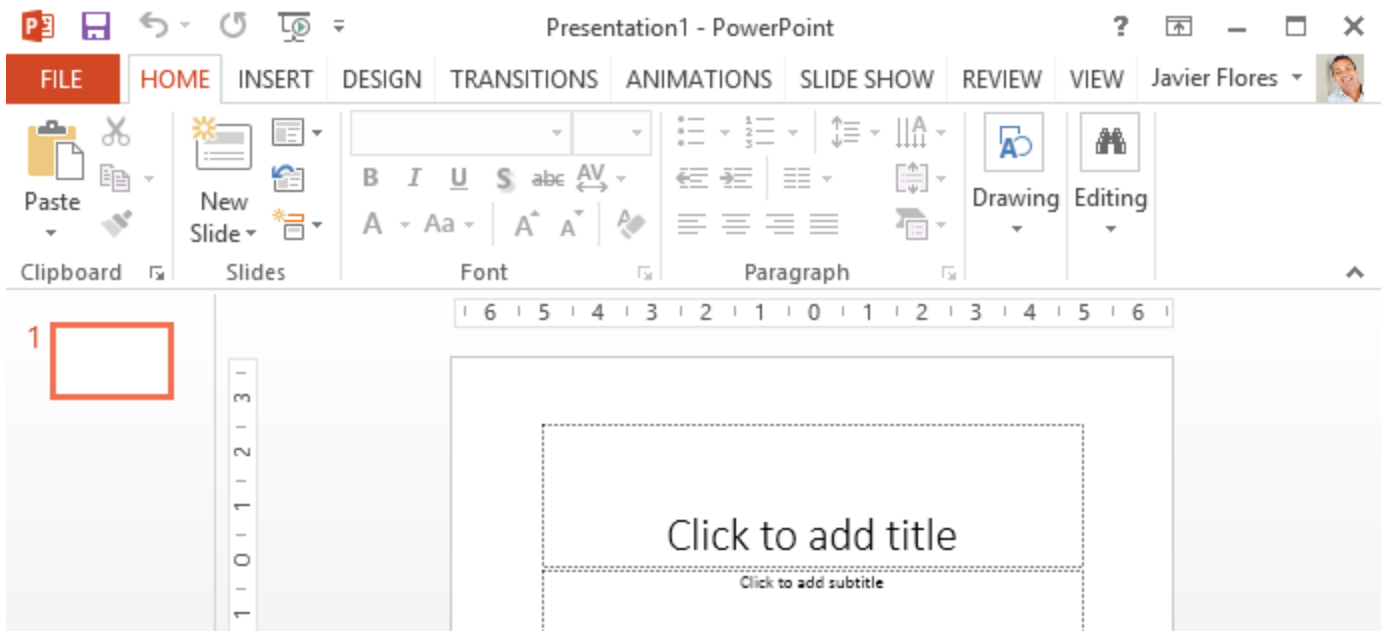 Presentation1 - PowerPoint ?
FILE HOME INSERT DESIGN TRANSITIONS ANIMATIONS SLIDE SHOW REVIEW VIEW Javier Flores
Paste
New
Slide
B I U S abc AV
A Aa A A A
Drawing Editing
Clipboard Slides Font Paragraph
6 5 4 3 2 1 0 1 2 3 4 5 6
1
3
2
1
0
1
Click to add title
Click to add subtitle